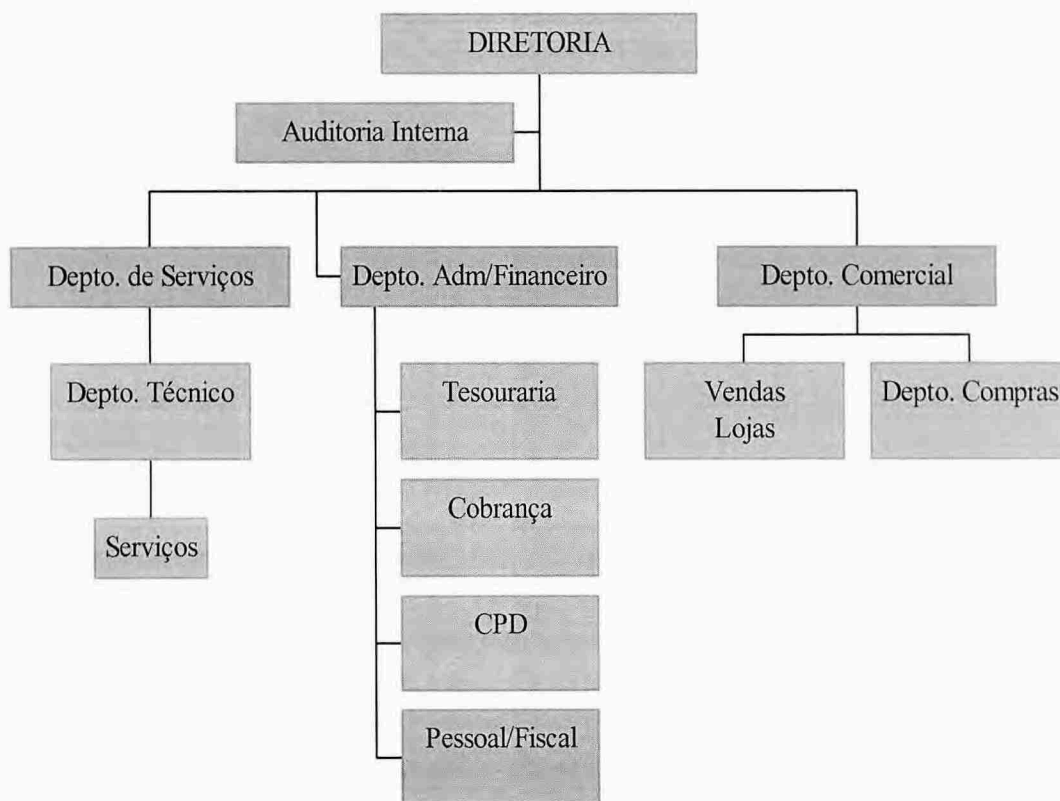 DIRETORIA
Auditoria Interna
Depto. de Serviços
Depto. Adm/Financeiro
Depto. Comercial
Depto. Técnico
Serviços
Tesouraria
Cobrança
CPD
Pessoal/Fiscal
Vendas
Lojas
Depto. Compras